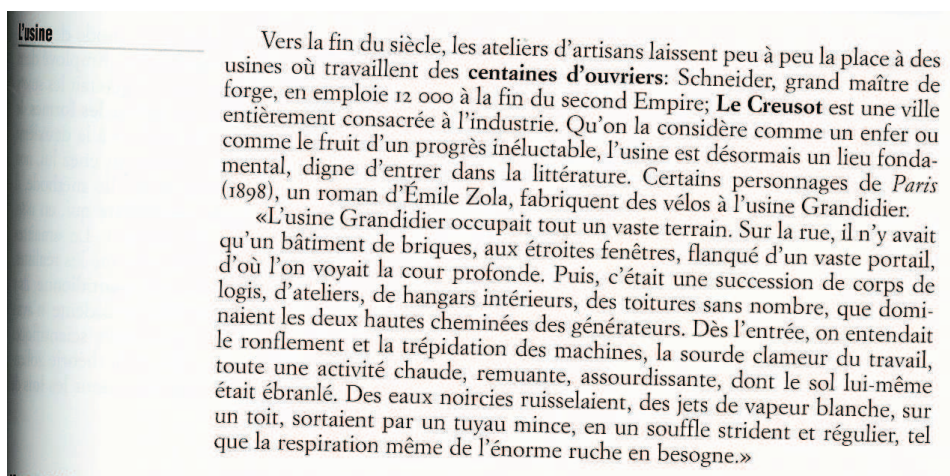 L'usine
Vers la fin du siècle, les ateliers d'artisans laissent peu à peu la place à des
usines où travaillent des centaines d'ouvriers: Schneider, grand maître de
forge, en emploie 12 000 à la fin du second Empire; Le Creusot est une ville
entièrement consacrée à l'industrie. Qu'on la considère comme un enfer ou
comme le fruit d'un progrès inéluctable, l'usine est désormais un lieu fonda-
mental, digne d'entrer dans la littérature. Certains personnages de Paris
(1898), un roman d'Émile Zola, fabriquent des vélos à l'usine Grandidier.
«L'usine Grandidier occupait tout un vaste terrain. Sur la rue, il n'y avait
qu'un bâtiment de briques, aux étroites fenêtres, flanqué d'un vaste portail,
d'où l'on voyait la cour profonde. Puis, c'était une succession de corps de
logis, d'ateliers, de hangars intérieurs, des toitures sans nombre, que domi-
naient les deux hautes cheminées des générateurs. Dès l'entrée, on entendait
le ronflement et la trépidation des machines, la sourde clameur du travail,
toute une activité chaude, remuante, assourdissante, dont le sol lui-même
était ébranlé. Des eaux noircies ruisselaient, des jets de vapeur blanche, sur
un toit, sortaient par un tuyau mince, en un souffle strident et régulier, tel
que la respiration même de l'énorme ruche en besogne.»